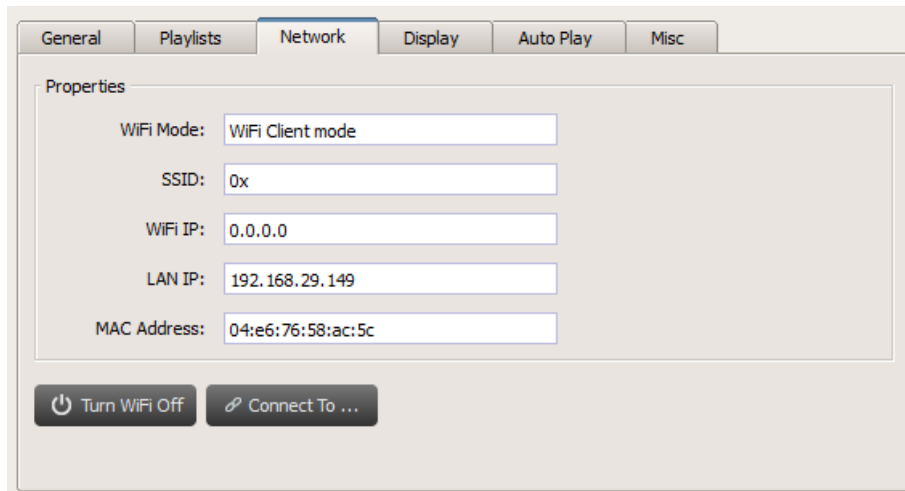 General Playlists Network Display Auto Play Misc
Properties
WiFi Mode: WiFi Client mode
SSID: 0x
WiFi IP: 0.0.0.0
LAN IP: 192.168.29.149
MAC Address: 04:e6:76:58:ac:5c
Turn WiFi Off Connect To ...